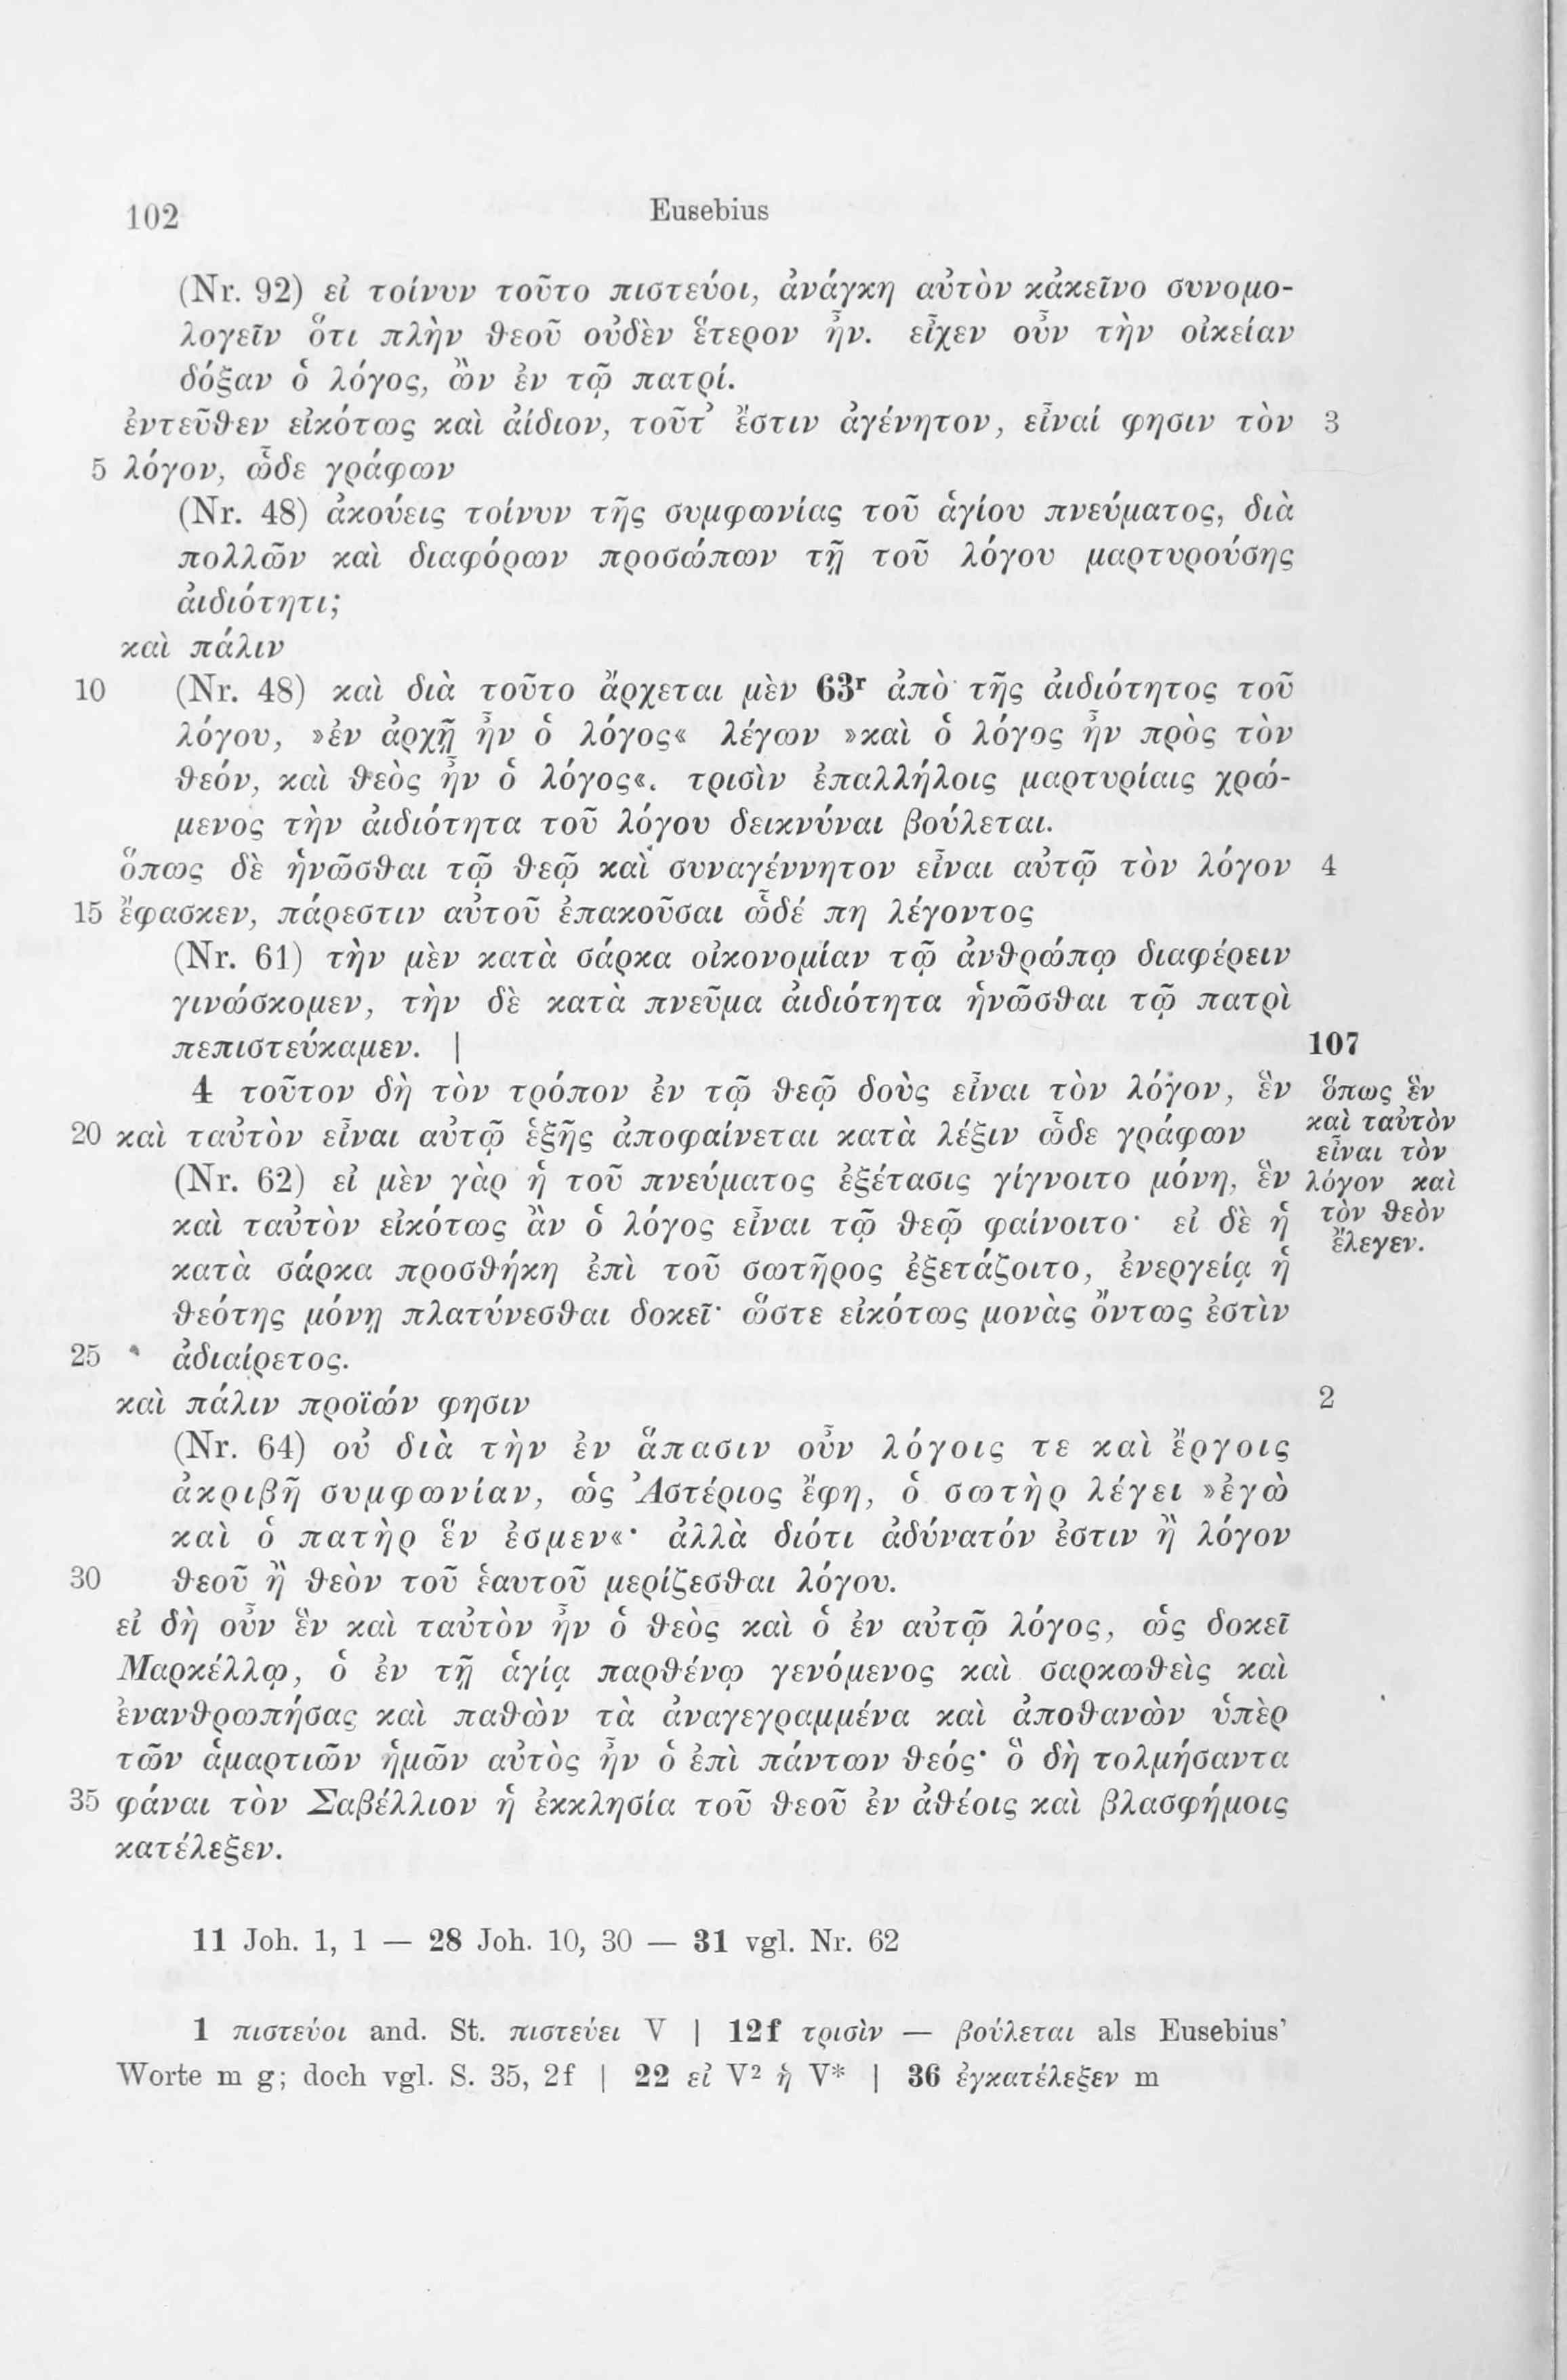 102 Eusebius
(Nr. 92) εἰ τοίνυν τοῦτο πιστεύοι, ἀνάγκη αὐτὸν κἀκεῖνο συνομο-
λογεῖν ὅτι πλὴν θεοῦ οὐδὲν ἕτερον ἦν. εἶχεν οὖν τὴν οἰκείαν
δόξαν ὁ λόγος, ὢν ἐν τῷ πατρί.
ἐντεῦθεν εἰκότως καὶ ἀίδιον, τοῦτ᾽ ἔστιν ἀγένητον, εἶναί φησιν τὸν 3
5 λόγον, ὧδε γράφων
(Nr. 48) ἀκούεις τοίνυν τῆς συμφωνίας τοῦ ἁγίου πνεύματος, διὰ
πολλῶν καὶ διαφόρων προσώπων τῇ τοῦ λόγου μαρτυρούσης
ἀιδιότητι;
καὶ πάλιν
10 (Nr. 48) καὶ διὰ τοῦτο ἄρχεται μὲν 63ʳ ἀπὸ τῆς ἀιδιότητος τοῦ
λόγου, »ἐν ἀρχῇ ἦν ὁ λόγος« λέγων »καὶ ὁ λόγος ἦν πρὸς τὸν
θεόν, καὶ θεὸς ἦν ὁ λόγος«. τρισὶν ἐπαλλήλοις μαρτυρίαις χρώ-
μενος τὴν ἀιδιότητα τοῦ λόγου δεικνύναι βούλεται.
ὅπως δὲ ἡνῶσθαι τῷ θεῷ καὶ συναγέννητον εἶναι αὐτῷ τὸν λόγον 4
15 ἔφασκεν, πάρεστιν αὐτοῦ ἐπακοῦσαι ὧδέ πη λέγοντος
(Nr. 61) τὴν μὲν κατὰ σάρκα οἰκονομίαν τῷ ἀνθρώπῳ διαφέρειν
γινώσκομεν, τὴν δὲ κατὰ πνεῦμα ἀιδιότητα ἡνῶσθαι τῷ πατρὶ
πεπιστεύκαμεν. | 107
4 τοῦτον δὴ τὸν τρόπον ἐν τῷ θεῷ δοὺς εἶναι τὸν λόγον, ἓν
20 καὶ ταὐτὸν εἶναι αὐτῷ ἑξῆς ἀποφαίνεται κατὰ λέξιν ὧδε γράφων
(Nr. 62) εἰ μὲν γὰρ ἡ τοῦ πνεύματος ἐξέτασις γίγνοιτο μόνη, ἓν
καὶ ταὐτὸν εἰκότως ἂν ὁ λόγος εἶναι τῷ θεῷ φαίνοιτο· εἰ δὲ ἡ
κατὰ σάρκα προσθήκη ἐπὶ τοῦ σωτῆρος ἐξετάζοιτο, ἐνεργείᾳ ἡ
θεότης μόνῃ πλατύνεσθαι δοκεῖ· ὥστε εἰκότως μονὰς ὄντως ἐστὶν
25 ἀδιαίρετος.
ὅπως ἓν
καὶ ταὐτὸν
εἶναι τὸν
λόγον καὶ
τὸν θεὸν
ἔλεγεν.
καὶ πάλιν προϊών φησιν 2
(Nr. 64) οὐ διὰ τὴν ἐν ἅπασιν οὖν λόγοις τε καὶ ἔργοις
ἀκριβῆ συμφωνίαν, ὡς Ἀστέριος ἔφη, ὁ σωτὴρ λέγει »ἐγὼ
καὶ ὁ πατὴρ ἕν ἐσμεν«· ἀλλὰ διότι ἀδύνατόν ἐστιν ἢ λόγον
30 θεοῦ ἢ θεὸν τοῦ ἑαυτοῦ μερίζεσθαι λόγου.
εἰ δὴ οὖν ἓν καὶ ταὐτὸν ἦν ὁ θεὸς καὶ ὁ ἐν αὐτῷ λόγος, ὡς δοκεῖ
Μαρκέλλῳ, ὁ ἐν τῇ ἁγίᾳ παρθένῳ γενόμενος καὶ σαρκωθεὶς καὶ
ἐνανθρωπήσας καὶ παθὼν τὰ ἀναγεγραμμένα καὶ ἀποθανὼν ὑπὲρ
τῶν ἁμαρτιῶν ἡμῶν αὐτὸς ἦν ὁ ἐπὶ πάντων θεός· ὃ δὴ τολμήσαντα
35 φάναι τὸν Σαβέλλιον ἡ ἐκκλησία τοῦ θεοῦ ἐν ἀθέοις καὶ βλασφήμοις
κατέλεξεν.
11 Joh. 1, 1 — 28 Joh. 10, 30 — 31 vgl. Nr. 62
1 πιστεύοι and. St. πιστεύει V | 12f τρισὶν — βούλεται als Eusebius’
Worte m g; doch vgl. S. 35, 2f | 22 εἰ V² ἡ V* | 36 ἐγκατέλεξεν m